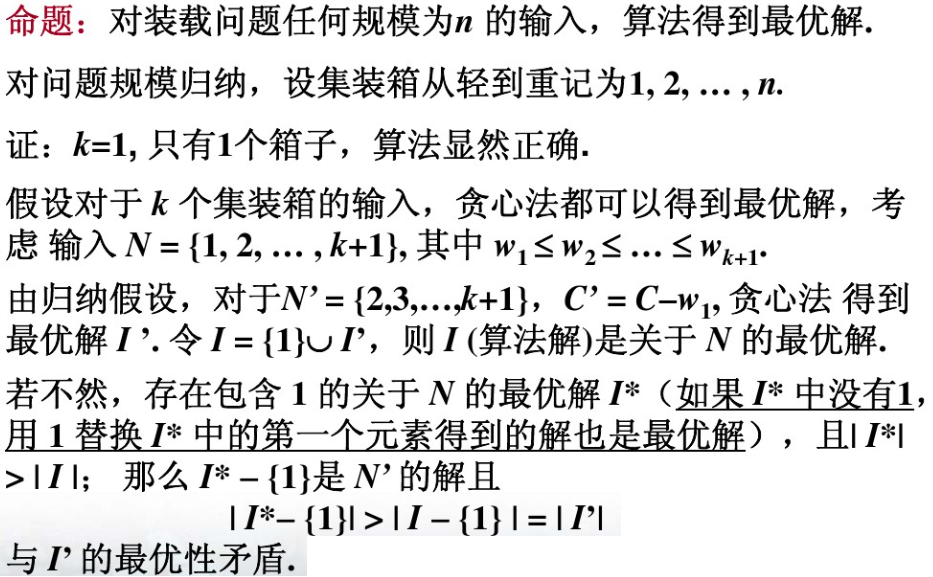 命题：对装载问题任何规模为n 的输入，算法得到最优解.
对问题规模归纳，设集装箱从轻到重记为1, 2, … , n.
证：k=1, 只有1个箱子，算法显然正确.
假设对于 k 个集装箱的输入，贪心法都可以得到最优解，考
虑 输入 N = {1, 2, … , k+1}, 其中 w₁ ≤ w₂ ≤ … ≤ wₖ₊₁.
由归纳假设，对于N’ = {2,3,…,k+1}，C’ = C–w₁, 贪心法 得到
最优解 I ’. 令 I = {1}∪ I’，则 I (算法解)是关于 N 的最优解.
若不然，存在包含 1 的关于 N 的最优解 I*（如果 I* 中没有1，
用 1 替换 I* 中的第一个元素得到的解也是最优解），且| I*|
> | I |； 那么 I* – {1}是 N’ 的解且
| I*– {1}| > | I – {1} | = | I’|
与 I’ 的最优性矛盾.